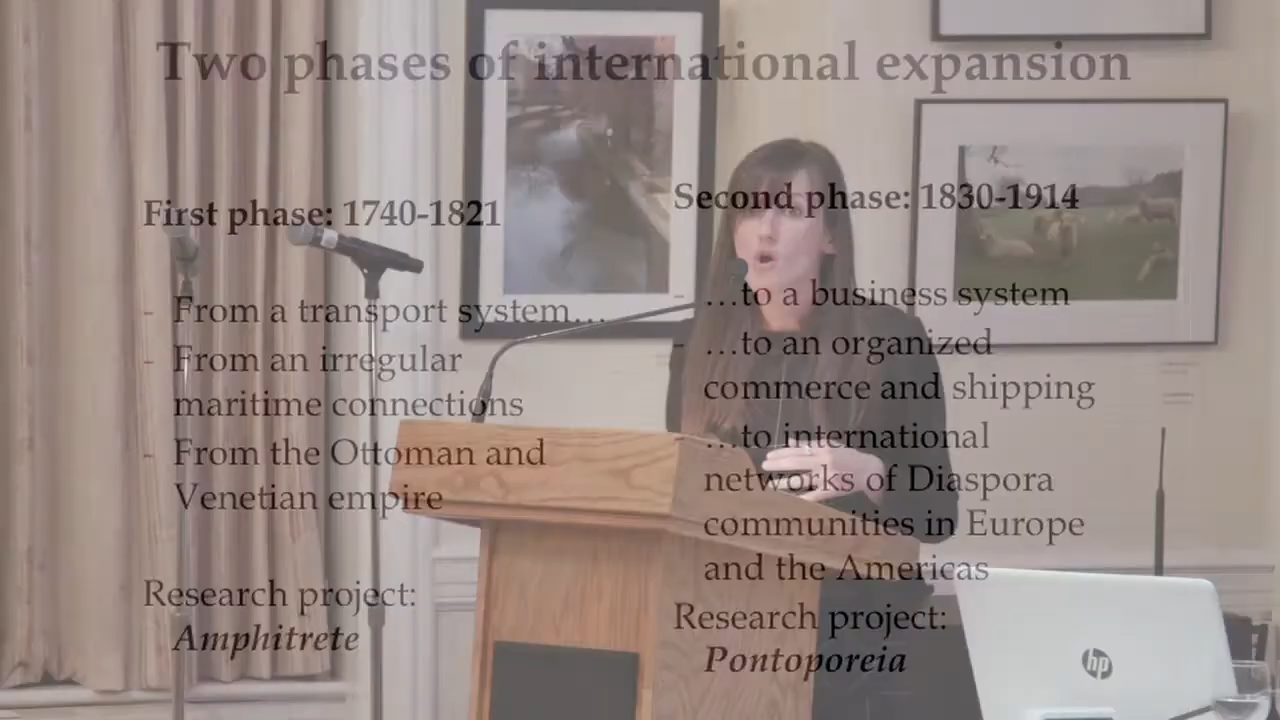 Two phases of international expansion
First phase: 1740-1821
- From a transport system…
- From an irregular
maritime connections
- From the Ottoman and
Venetian empire
Research project:
Amphitrete
Second phase: 1830-1914
- …to a business system
- …to an organized
commerce and shipping
- …to international
networks of Diaspora
communities in Europe
and the Americas
Research project:
Pontoporeia
hp